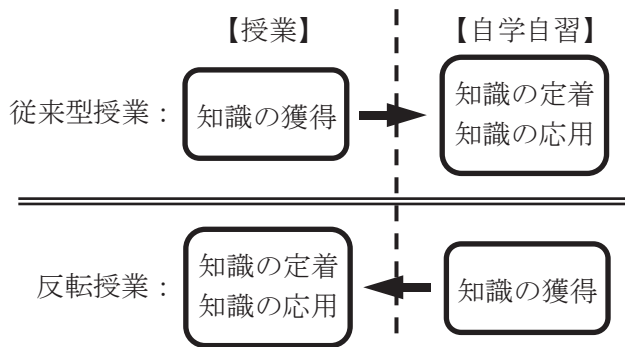 【授業】 【自学自習】
従来型授業： 知識の獲得 知識の定着
知識の応用
反転授業： 知識の定着
知識の応用 知識の獲得